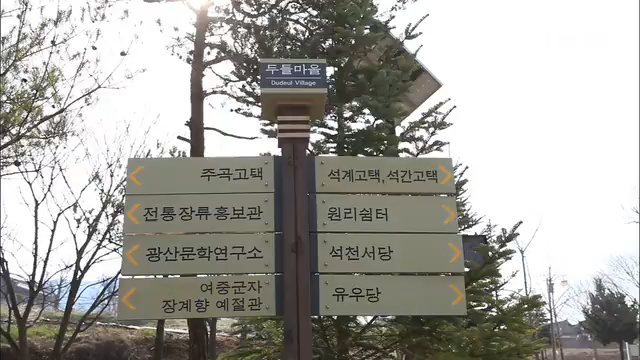 두들마을
Dudeul Village
주곡고택
전통장류홍보관
광산문학연구소
여중군자
장계향 예절관
석계고택, 석간고택
원리쉼터
석천서당
유우당